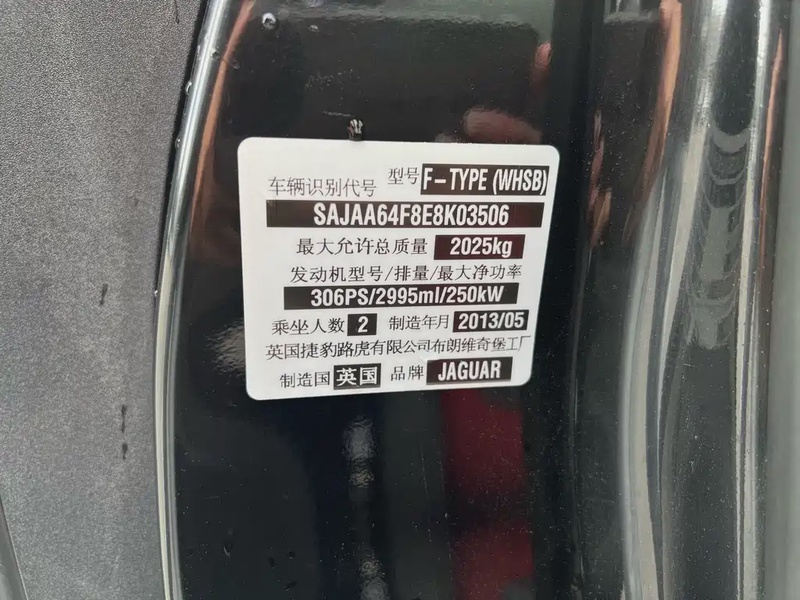 车辆识别代号 型号 F-TYPE (WHSB)
SAJAA64F8E8K03506
最大允许总质量 2025kg
发动机型号/排量/最大净功率
306PS/2995ml/250kW
乘坐人数 2 制造年月 2013/05
英国捷豹路虎有限公司布朗维奇堡工厂
制造国 英国 品牌 JAGUAR